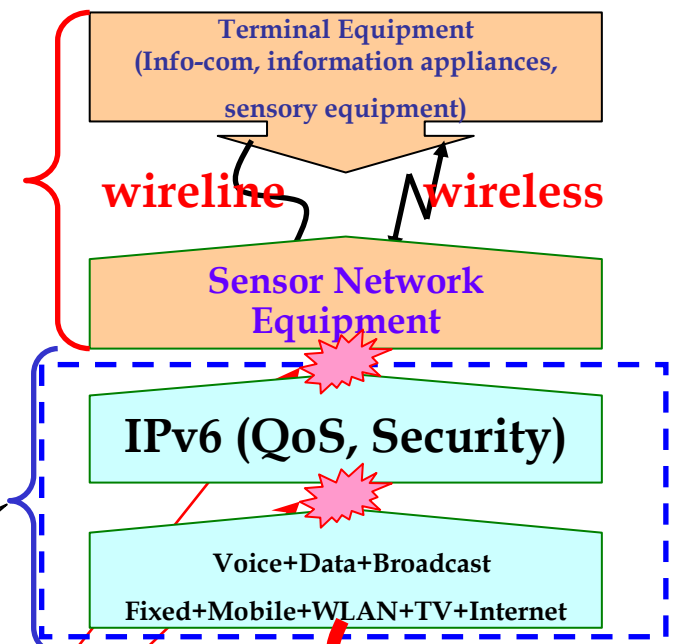 Terminal Equipment
(Info-com, information appliances,
sensory equipment)
wireline
wireless
Sensor Network
Equipment
IPv6 (QoS, Security)
Voice+Data+Broadcast
Fixed+Mobile+WLAN+TV+Internet